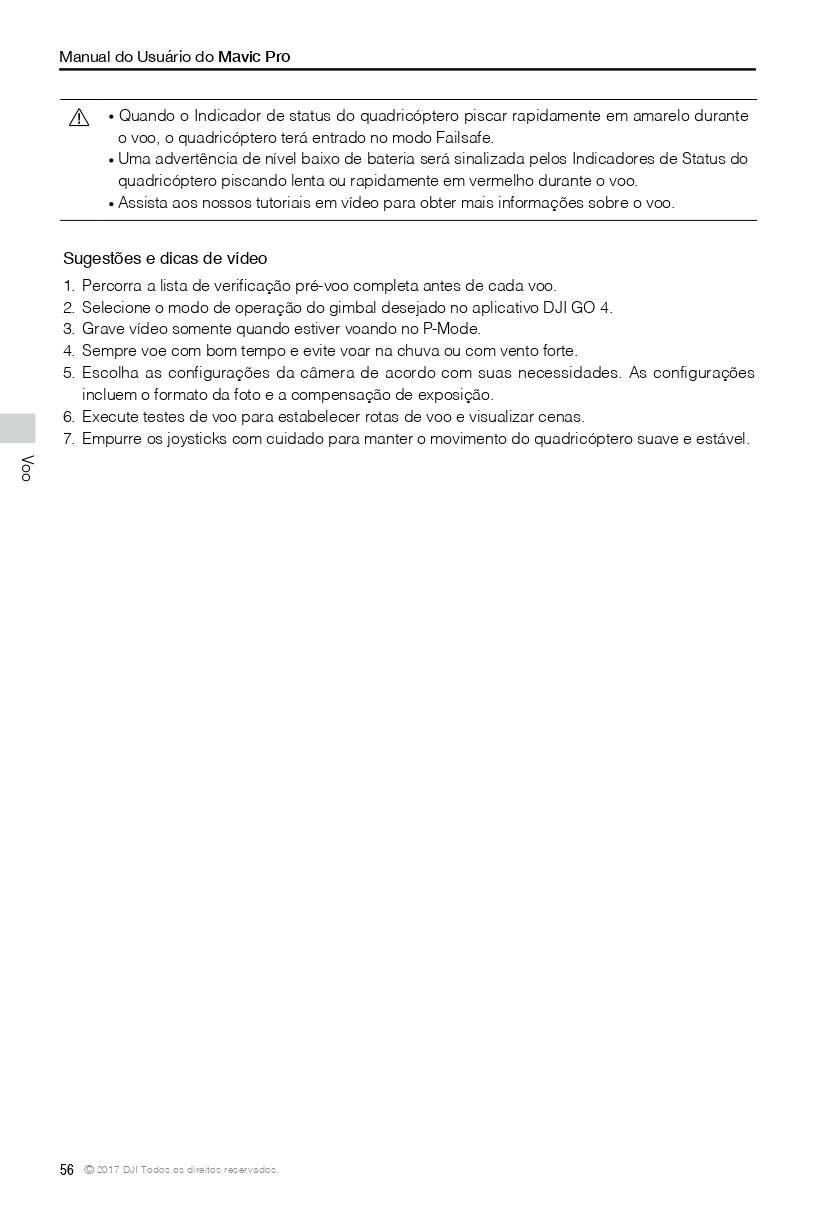 Manual do Usuário do Mavic Pro
• Quando o Indicador de status do quadricóptero piscar rapidamente em amarelo durante
o voo, o quadricóptero terá entrado no modo Failsafe.
• Uma advertência de nível baixo de bateria será sinalizada pelos Indicadores de Status do
quadricóptero piscando lenta ou rapidamente em vermelho durante o voo.
• Assista aos nossos tutoriais em vídeo para obter mais informações sobre o voo.
Sugestões e dicas de vídeo
1. Percorra a lista de verificação pré-voo completa antes de cada voo.
2. Selecione o modo de operação do gimbal desejado no aplicativo DJI GO 4.
3. Grave vídeo somente quando estiver voando no P-Mode.
4. Sempre voe com bom tempo e evite voar na chuva ou com vento forte.
5. Escolha as configurações da câmera de acordo com suas necessidades. As configurações
incluem o formato da foto e a compensação de exposição.
6. Execute testes de voo para estabelecer rotas de voo e visualizar cenas.
7. Empurre os joysticks com cuidado para manter o movimento do quadricóptero suave e estável.
Voo
56 © 2017 DJI Todos os direitos reservados.